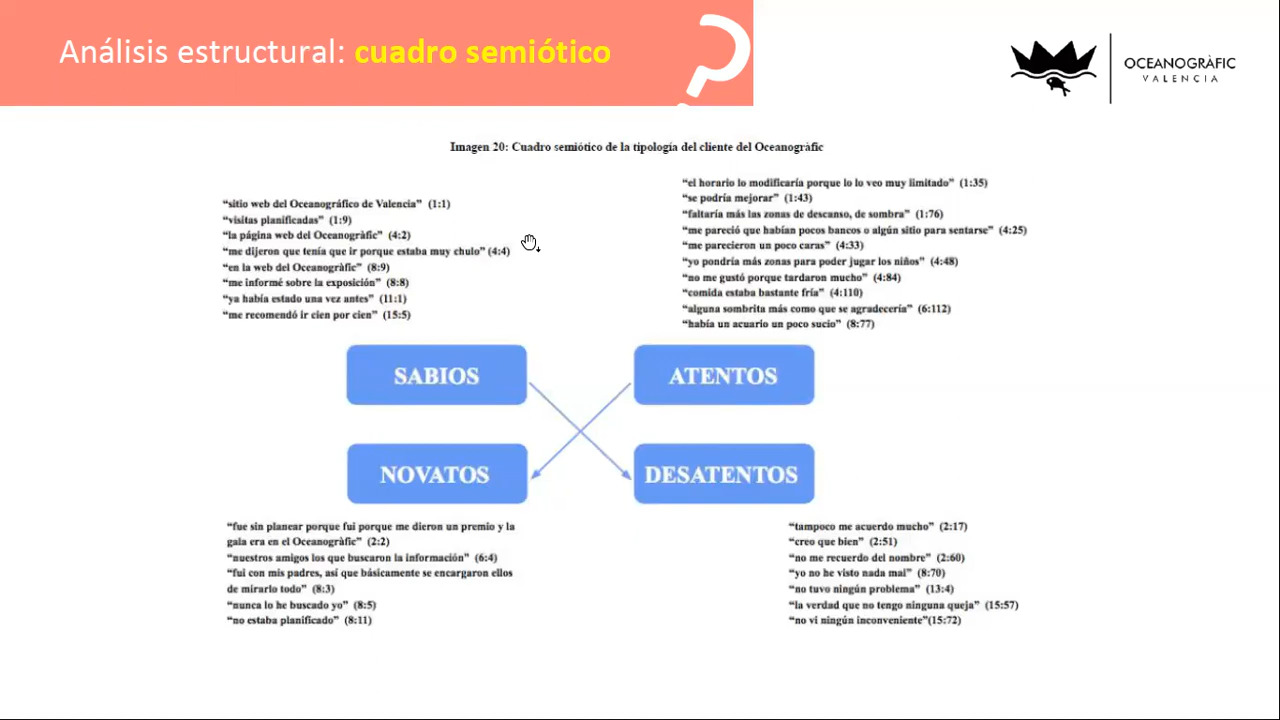 Análisis estructural: cuadro semiótico
OCEANOGRÀFIC
VALENCIA
Imagen 20: Cuadro semiótico de la tipología del cliente del Oceanogràfic
“sitio web del Oceanográfico de Valencia” (1:1)
“visitas planificadas” (1:9)
“la página web del Oceanogràfic” (4:2)
“me dijeron que tenía que ir porque estaba muy chulo” (4:4)
“en la web del Oceanogràfic” (8:9)
“me informé sobre la exposición” (8:8)
“ya había estado una vez antes” (11:1)
“me recomendó ir cien por cien” (15:5)
“el horario lo modificaría porque lo lo veo muy limitado” (1:35)
“se podría mejorar” (1:43)
“faltaría más las zonas de descanso, de sombra” (1:76)
“me pareció que habían pocos bancos o algún sitio para sentarse” (4:25)
“me parecieron un poco caras” (4:33)
“yo pondría más zonas para poder jugar los niños” (4:48)
“no me gustó porque tardaron mucho” (4:84)
“comida estaba bastante fría” (4:110)
“alguna sombrita más como que se agradecería” (6:112)
“había un acuario un poco sucio” (8:77)
SABIOS
ATENTOS
NOVATOS
DESATENTOS
“fue sin planear porque fui porque me dieron un premio y la
gala era en el Oceanogràfic” (2:2)
“nuestros amigos los que buscaron la información” (6:4)
“fui con mis padres, así que básicamente se encargaron ellos
de mirarlo todo” (8:3)
“nunca lo he buscado yo” (8:5)
“no estaba planificado” (8:11)
“tampoco me acuerdo mucho” (2:17)
“creo que bien” (2:51)
“no me recuerdo del nombre” (2:60)
“yo no he visto nada mal” (8:70)
“no tuvo ningún problema” (13:4)
“la verdad que no tengo ninguna queja” (15:57)
“no vi ningún inconveniente”(15:72)